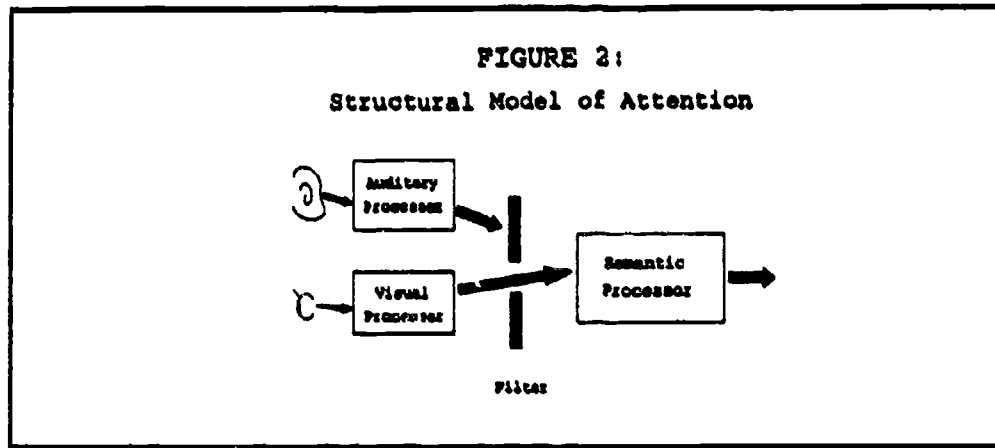 FIGURE 2:
Structural Model of Attention
Auditory
Processor
Visual
Processor
Semantic
Processor
Filter